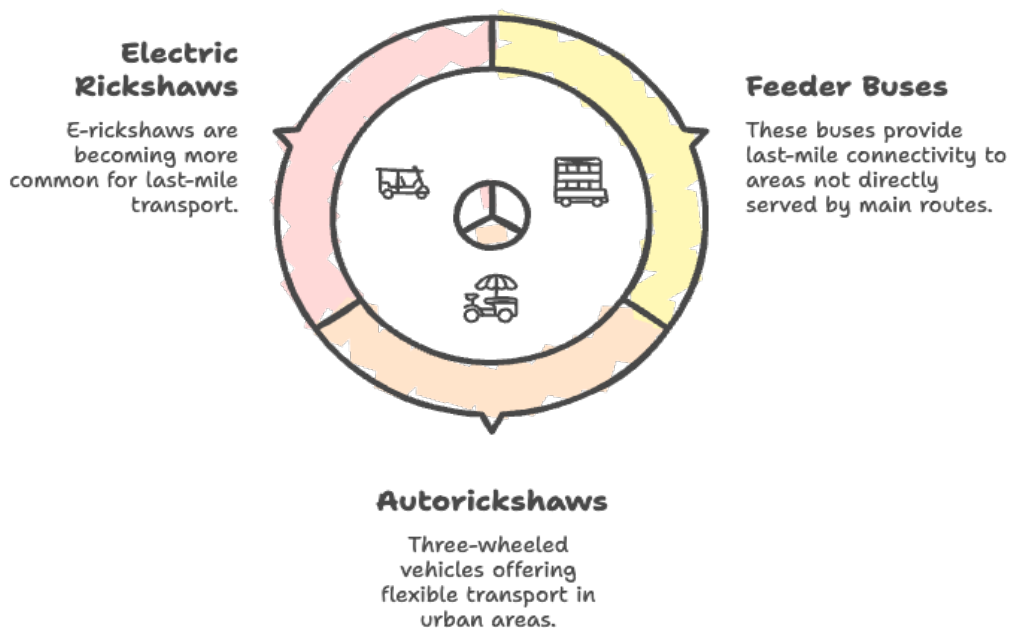 Electric
Rickshaws
E-rickshaws are
becoming more
common for last-mile
transport.
Feeder Buses
These buses provide
last-mile connectivity to
areas not directly
served by main routes.
Autorickshaws
Three-wheeled
vehicles offering
flexible transport in
urban areas.